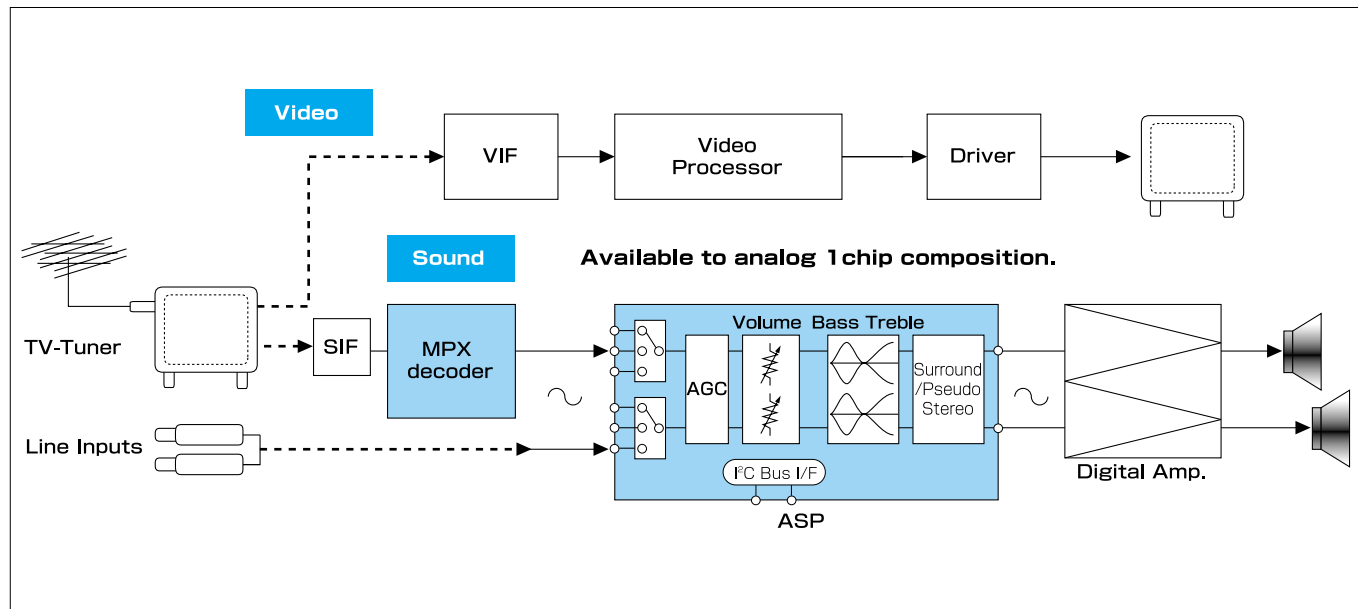 Video
VIF
Video
Processor
Driver
Sound
Available to analog 1chip composition.
TV-Tuner
SIF
MPX
decoder
Volume Bass Treble
AGC
Surround
/Pseudo
Stereo
Line Inputs
I²C Bus I/F
ASP
Digital Amp.